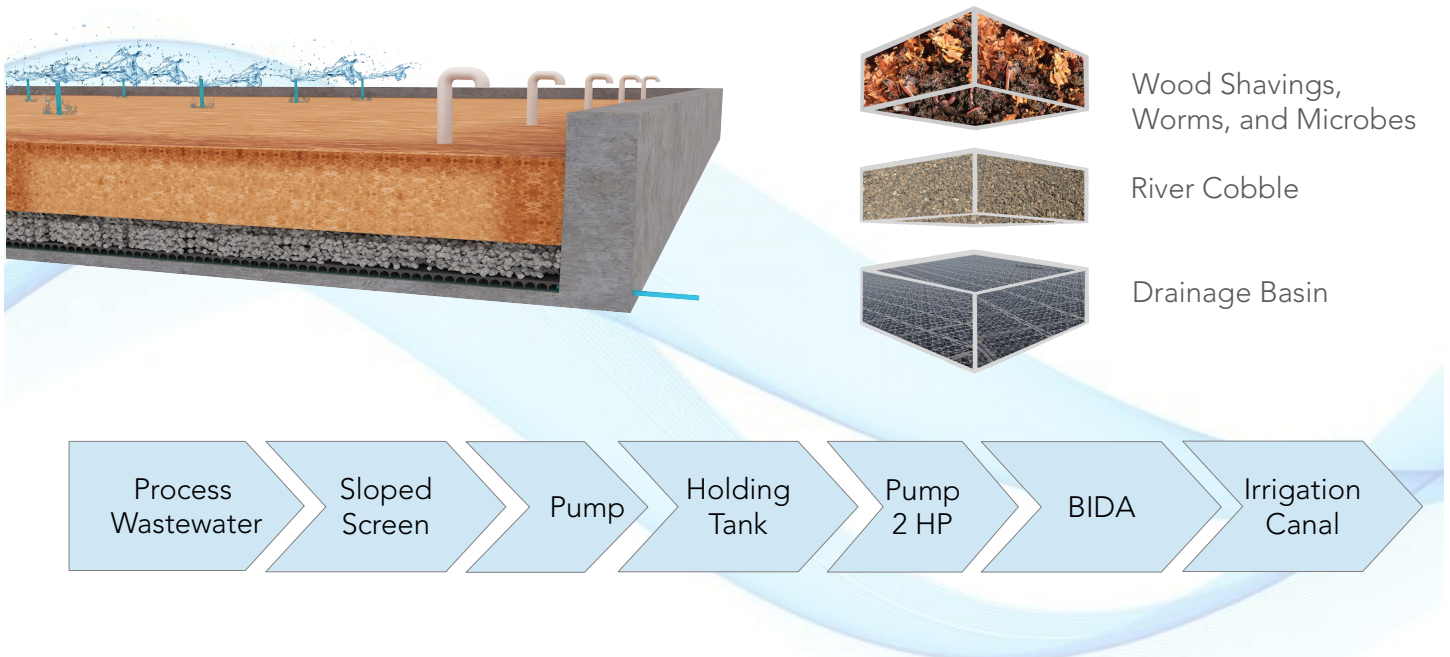 Wood Shavings,
Worms, and Microbes
River Cobble
Drainage Basin
Process
Wastewater
Sloped
Screen
Pump
Holding
Tank
Pump
2 HP
BIDA
Irrigation
Canal